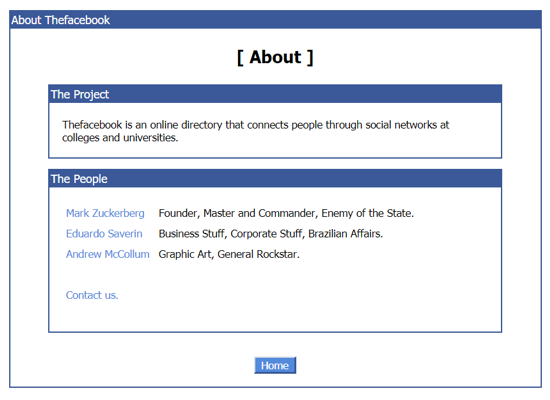 About Thefacebook
[ About ]
The Project
Thefacebook is an online directory that connects people through social networks at
colleges and universities.
The People
Mark Zuckerberg Founder, Master and Commander, Enemy of the State.
Eduardo Saverin Business Stuff, Corporate Stuff, Brazilian Affairs.
Andrew McCollum Graphic Art, General Rockstar.
Contact us.
Home